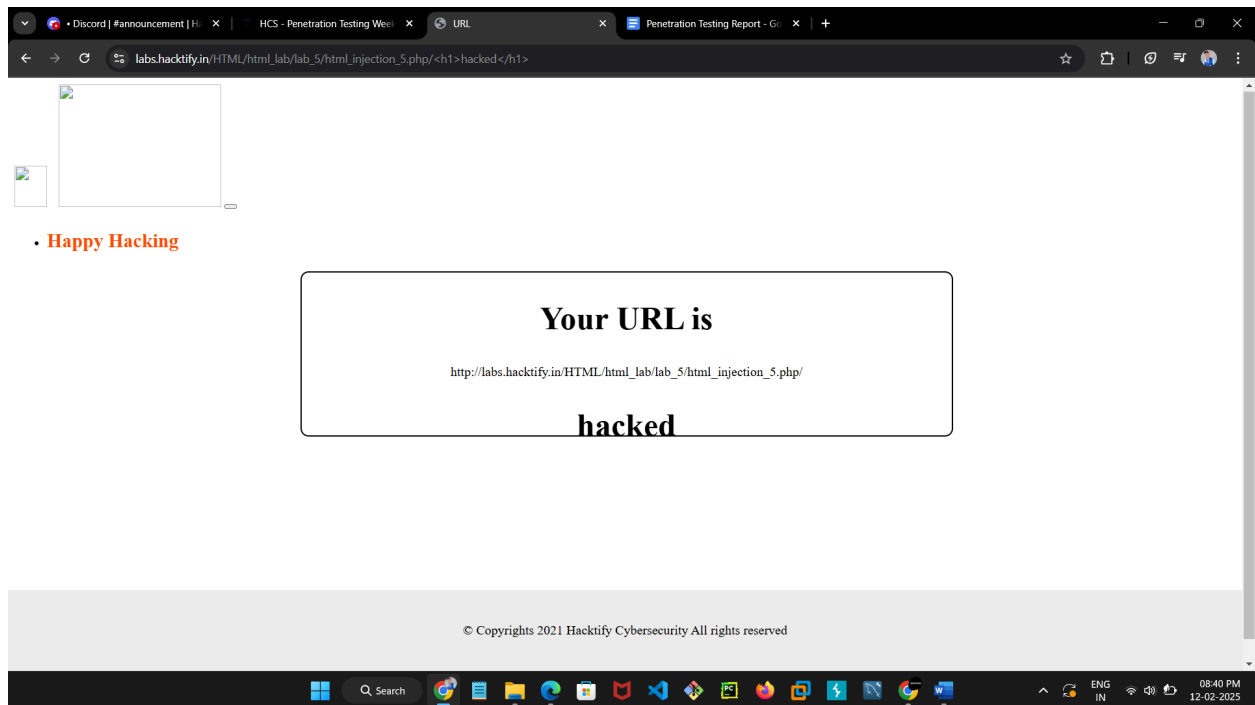 • Discord | #announcement | Ha
HCS - Penetration Testing Week
URL
Penetration Testing Report - Go
labs.hacktify.in/HTML/html_lab/lab_5/html_injection_5.php/<h1>hacked</h1>
• Happy Hacking
Your URL is
http://labs.hacktify.in/HTML/html_lab/lab_5/html_injection_5.php/
hacked
© Copyrights 2021 Hacktify Cybersecurity All rights reserved
Search
ENG
IN
08:40 PM
12-02-2025